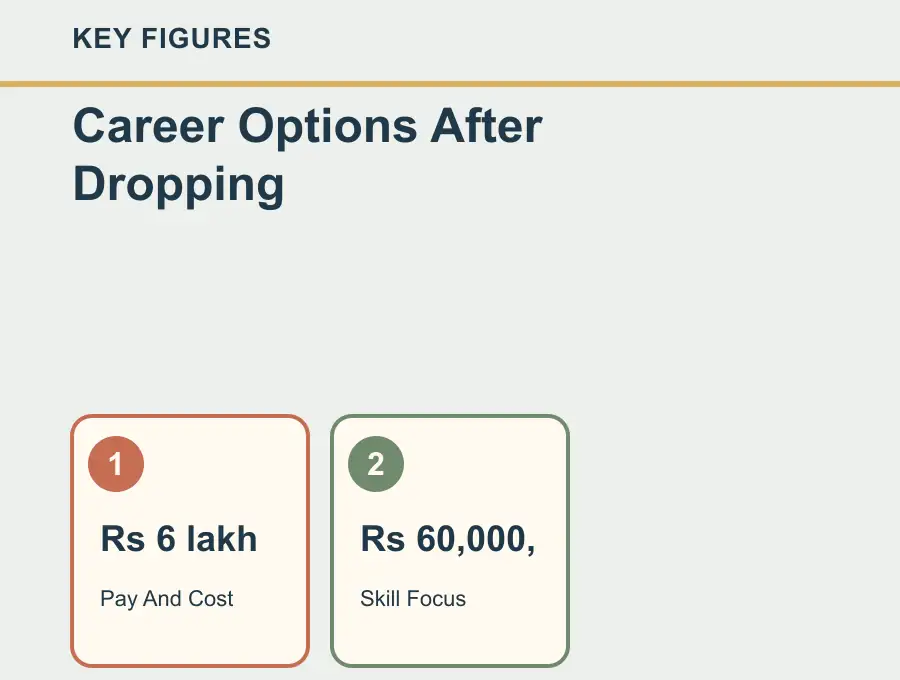 KEY FIGURES
Career Options After
Dropping
1
Rs 6 lakh
Pay And Cost
2
Rs 60,000,
Skill Focus